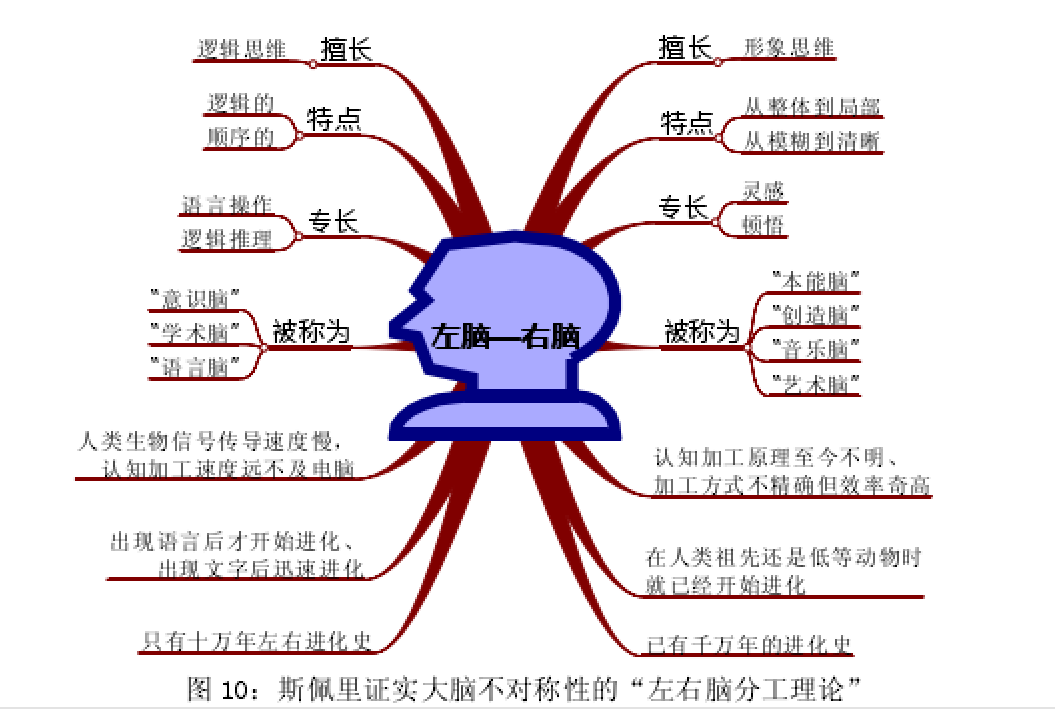 逻辑思维
擅长
逻辑的
顺序的
特点
语言操作
逻辑推理
专长
“意识脑”
“学术脑”
“语言脑”
被称为
人类生物信号传导速度慢，
认知加工速度远不及电脑
出现语言后才开始进化、
出现文字后迅速进化
只有十万年左右进化史
左脑—右脑
擅长
形象思维
特点
从整体到局部
从模糊到清晰
专长
灵感
顿悟
被称为
“本能脑”
“创造脑”
“音乐脑”
“艺术脑”
认知加工原理至今不明、
加工方式不精确但效率奇高
在人类祖先还是低等动物时
就已经开始进化
已有千万年的进化史
图 10：斯佩里证实大脑不对称性的“左右脑分工理论”